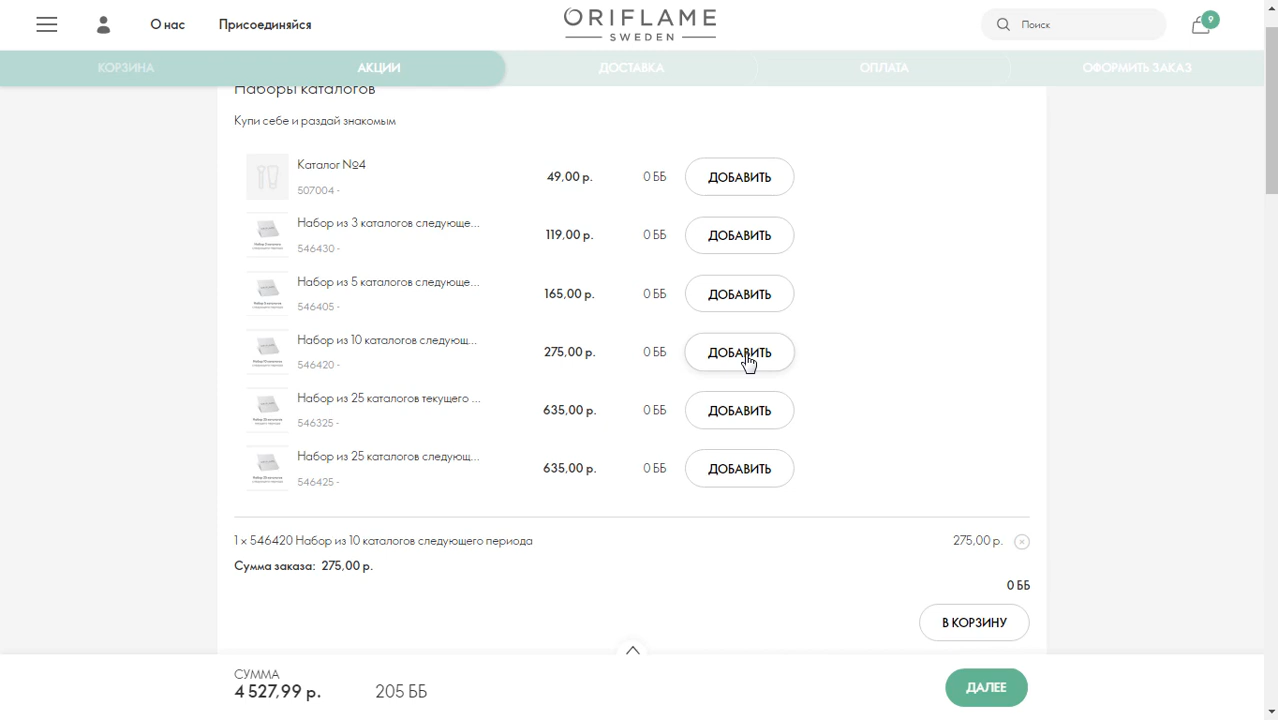 О нас
Присоединяйся
ORIFLAME
SWEDEN
Поиск
9
КОРЗИНА
АКЦИИ
ДОСТАВКА
ОПЛАТА
ОФОРМИТЬ ЗАКАЗ
Наборы каталогов
Купи себе и раздай знакомым
Каталог №4
507004 -
49,00 р.
0 ББ
ДОБАВИТЬ
Набор из 3 каталогов следующе...
546430 -
119,00 р.
0 ББ
ДОБАВИТЬ
Набор из 5 каталогов следующе...
546405 -
165,00 р.
0 ББ
ДОБАВИТЬ
Набор из 10 каталогов следующ...
546420 -
275,00 р.
0 ББ
ДОБАВИТЬ
Набор из 25 каталогов текущего ...
546325 -
635,00 р.
0 ББ
ДОБАВИТЬ
Набор из 25 каталогов следующ...
546425 -
635,00 р.
0 ББ
ДОБАВИТЬ
1 x 546420 Набор из 10 каталогов следующего периода
275,00 р.
Сумма заказа: 275,00 р.
0 ББ
В КОРЗИНУ
СУММА
4 527,99 р.
205 ББ
ДАЛЕЕ